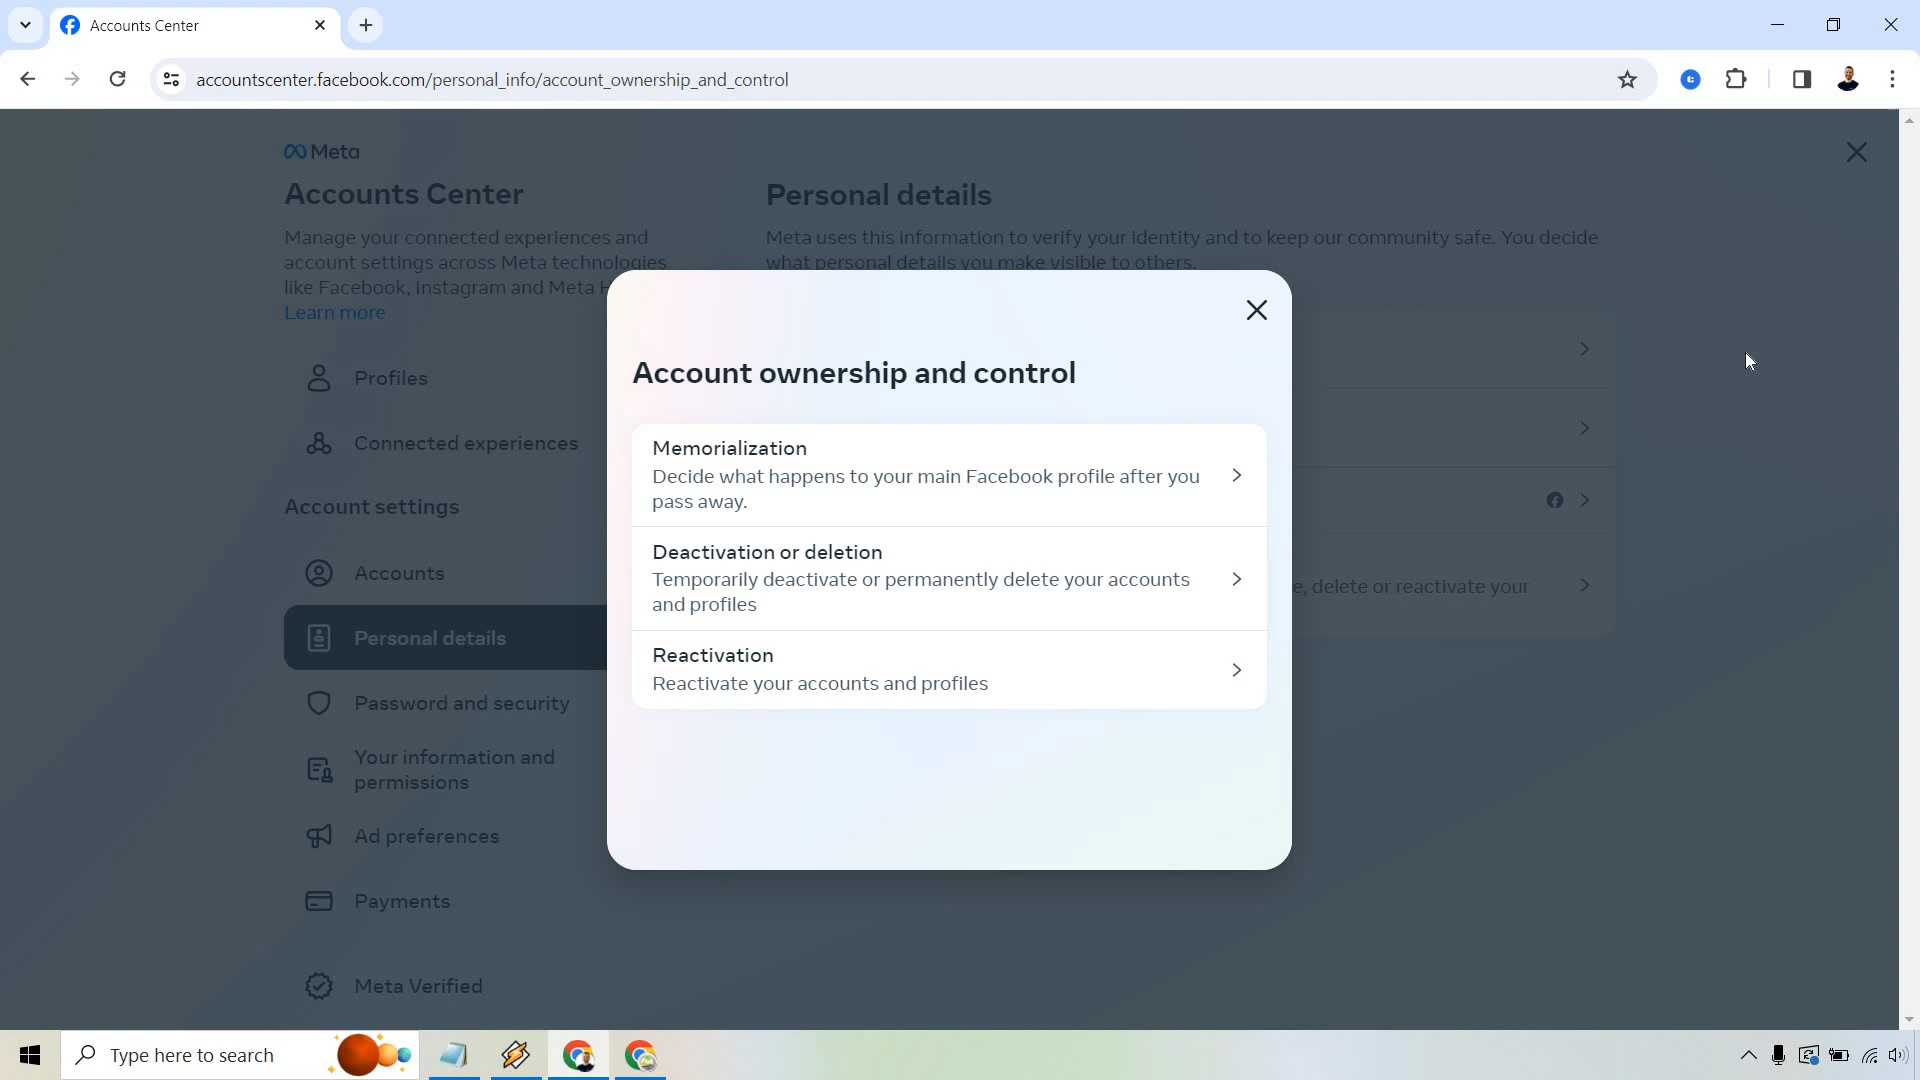 Accounts Center
accountscenter.facebook.com/personal_info/account_ownership_and_control
Meta
Accounts Center
Manage your connected experiences and
account settings across Meta technologies
like Facebook, Instagram and Meta
Learn more
Profiles
Connected experiences
Account settings
Accounts
Personal details
Password and security
Your information and
permissions
Ad preferences
Payments
Meta Verified
Personal details
Meta uses this information to verify your identity and to keep our community safe. You decide
what personal details you make visible to others.
delete or reactivate your
Account ownership and control
Memorialization
Decide what happens to your main Facebook profile after you
pass away.
Deactivation or deletion
Temporarily deactivate or permanently delete your accounts
and profiles
Reactivation
Reactivate your accounts and profiles
Type here to search